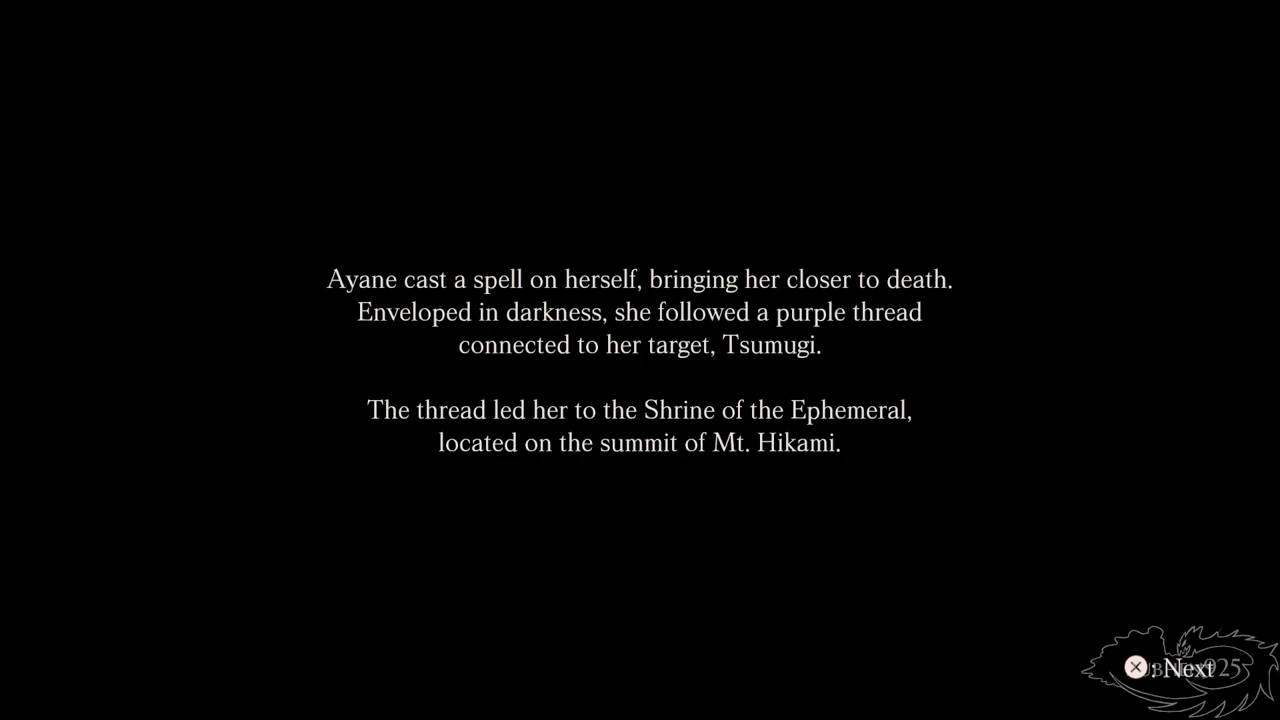 Ayane cast a spell on herself, bringing her closer to death.
Enveloped in darkness, she followed a purple thread
connected to her target, Tsumugi.
The thread led her to the Shrine of the Ephemeral,
located on the summit of Mt. Hikami.
: Next